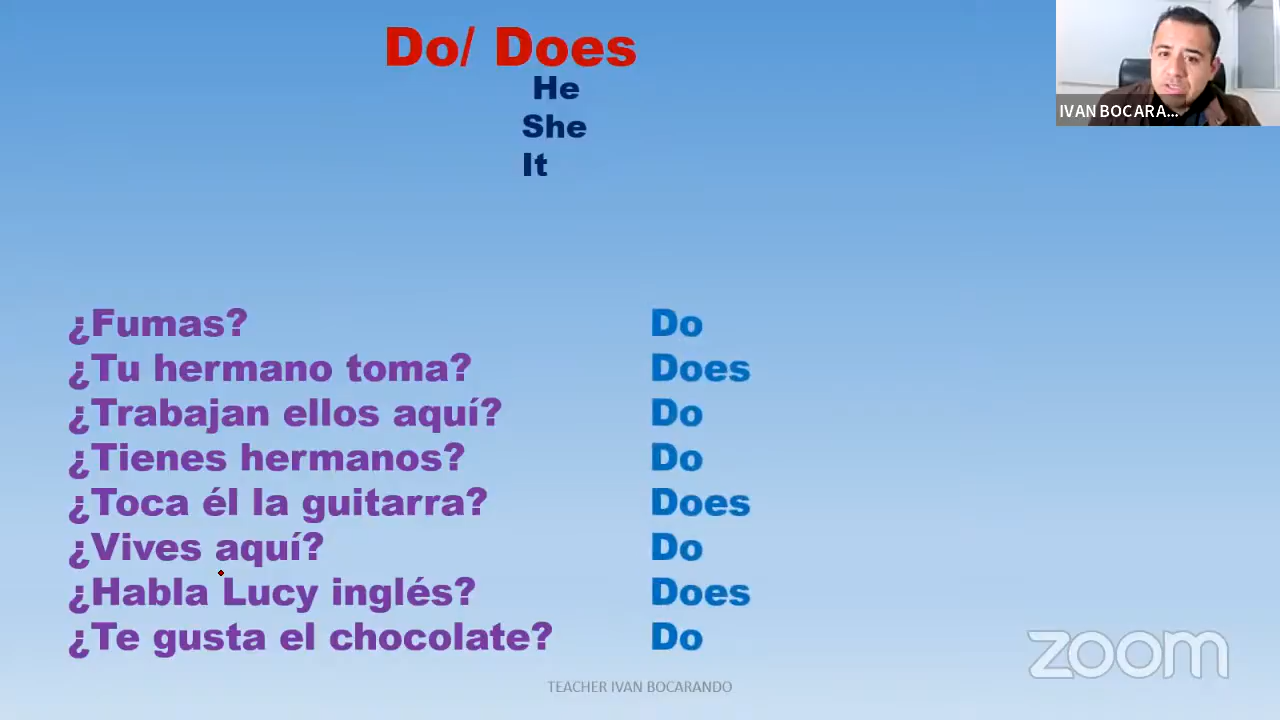 Do/ Does
He
She
It
IVAN BOCARA...
¿Fumas? Do
¿Tu hermano toma? Does
¿Trabajan ellos aquí? Do
¿Tienes hermanos? Do
¿Toca él la guitarra? Does
¿Vives aquí? Do
¿Habla Lucy inglés? Does
¿Te gusta el chocolate? Do
zoom
TEACHER IVAN BOCARANDO